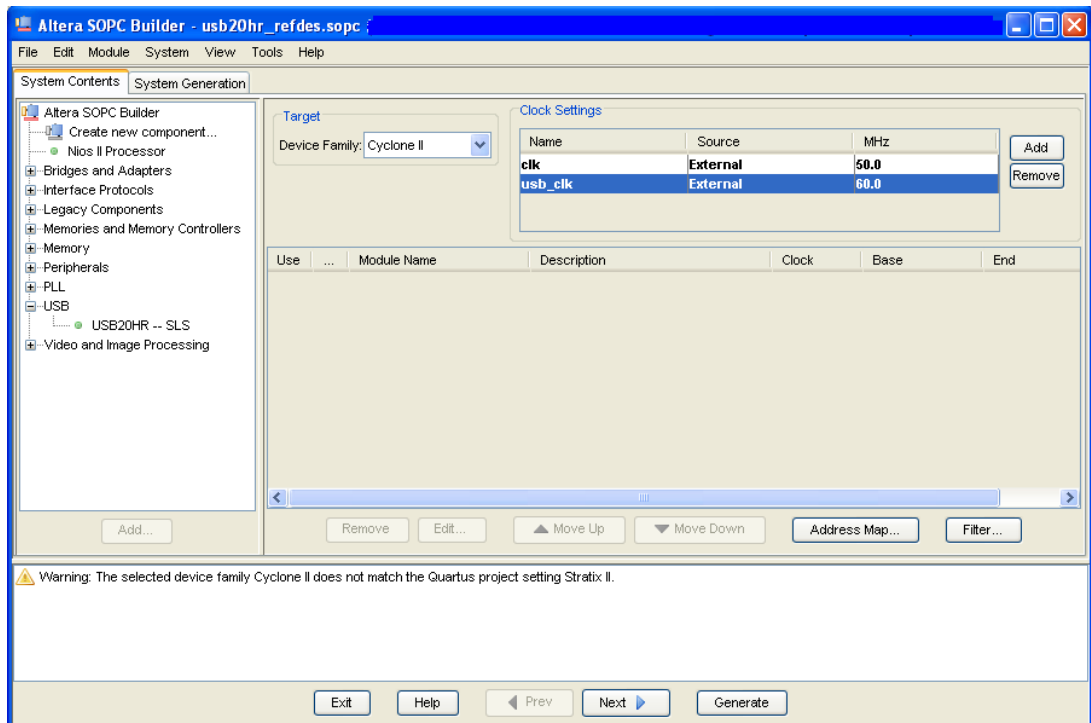 Altera SOPC Builder - usb20hr_refdes.sopc
File Edit Module System View Tools Help
System Contents System Generation
Altera SOPC Builder
Create new component...
Nios II Processor
Bridges and Adapters
Interface Protocols
Legacy Components
Memories and Memory Controllers
Memory
Peripherals
PLL
USB
USB20HR -- SLS
Video and Image Processing
Add...
Target
Device Family: Cyclone II
Clock Settings
Name Source MHz
clk External 50.0
usb_clk External 60.0
Add
Remove
Use ... Module Name Description Clock Base End
Remove Edit... Move Up Move Down Address Map... Filter...
Warning: The selected device family Cyclone II does not match the Quartus project setting Stratix II.
Exit Help Prev Next Generate